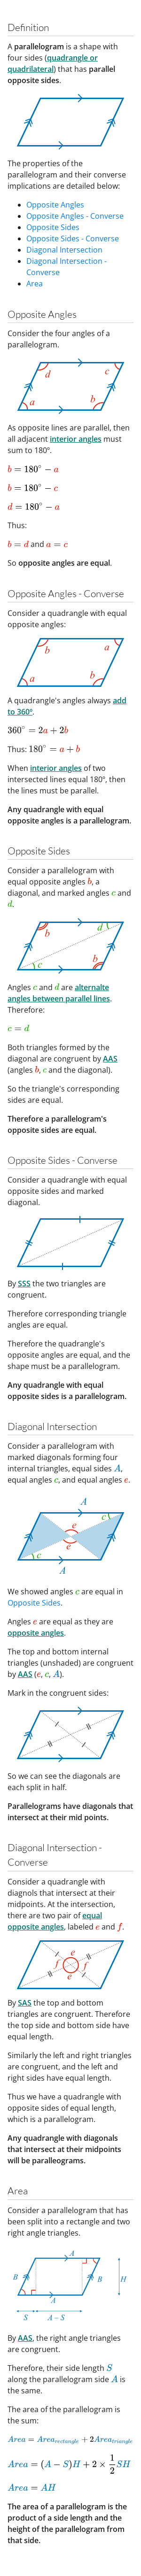 Definition
A parallelogram is a shape with
four sides (quadrangle or
quadrilateral) that has parallel
opposite sides.
The properties of the
parallelogram and their converse
implications are detailed below:
Opposite Angles
Opposite Angles - Converse
Opposite Sides
Opposite Sides - Converse
Diagonal Intersection
Diagonal Intersection -
Converse
Area
Opposite Angles
Consider the four angles of a
parallelogram.
d c
a b
As opposite lines are parallel, then
all adjacent interior angles must
sum to 180º.
b = 180° − a
b = 180° − c
d = 180° − a
Thus:
b = d and a = c
So opposite angles are equal.
Opposite Angles - Converse
Consider a quadrangle with equal
opposite angles:
b a
a b
A quadrangle's angles always add
to 360º.
360° = 2a + 2b
Thus: 180° = a + b
When interior angles of two
intersected lines equal 180º, then
the lines must be parallel.
Any quadrangle with equal
opposite angles is a parallelogram.
Opposite Sides
Consider a parallelogram with
equal opposite angles b, a
diagonal, and marked angles c and
d.
b d
c b
Angles c and d are alternalte
angles between parallel lines.
Therefore:
c = d
Both triangles formed by the
diagonal are congruent by AAS
(angles b, c and the diagonal).
So the triangle's corresponding
sides are equal.
Therefore a parallelogram's
opposite sides are equal.
Opposite Sides - Converse
Consider a quadrangle with equal
opposite sides and marked
diagonal.
By SSS the two triangles are
congruent.
Therefore corresponding triangle
angles are equal.
Therefore the quadrangle's
opposite angles are equal, and the
shape must be a parallelogram.
Any quadrangle with equal
opposite sides is a parallelogram.
Diagonal Intersection
Consider a parallelogram with
marked diagonals forming four
internal triangles, equal sides A,
equal angles c, and equal angles e.
A
c
e
e
c
A
We showed angles c are equal in
Opposite Sides.
Angles e are equal as they are
opposite angles.
The top and bottom internal
triangles (unshaded) are congruent
by AAS (e, c, A).
Mark in the congruent sides:
So we can see the diagonals are
each split in half.
Parallelograms have diagonals that
intersect at their mid points.
Diagonal Intersection -
Converse
Consider a quadrangle with
diagnols that intersect at their
midpoints. At the intersection,
there are two pair of equal
opposite angles, labeled e and f.
e
f f
e
By SAS the top and bottom
triangles are congruent. Therefore
the top side and bottom side have
equal length.
Similarly the left and right triangles
are congruent, and the left and
right sides have equal length.
Thus we have a quadrangle with
opposite sides of equal length,
which is a parallelogram.
Any quadrangle with diagonals
that intersect at their midpoints
will be paralleograms.
Area
Consider a parallelogram that has
been split into a rectangle and two
right angle triangles.
A
B B H
A
S A − S
By AAS, the right angle triangles
are congruent.
Therefore, their side length S
along the parallelogram side A is
the same.
The area of the parallelogram is
the sum:
Area = Area rectangle + 2Area triangle
Area = (A − S)H + 2 × 1/2 SH
Area = AH
The area of a parallelogram is the
product of a side length and the
height of the parallelogram from
that side.